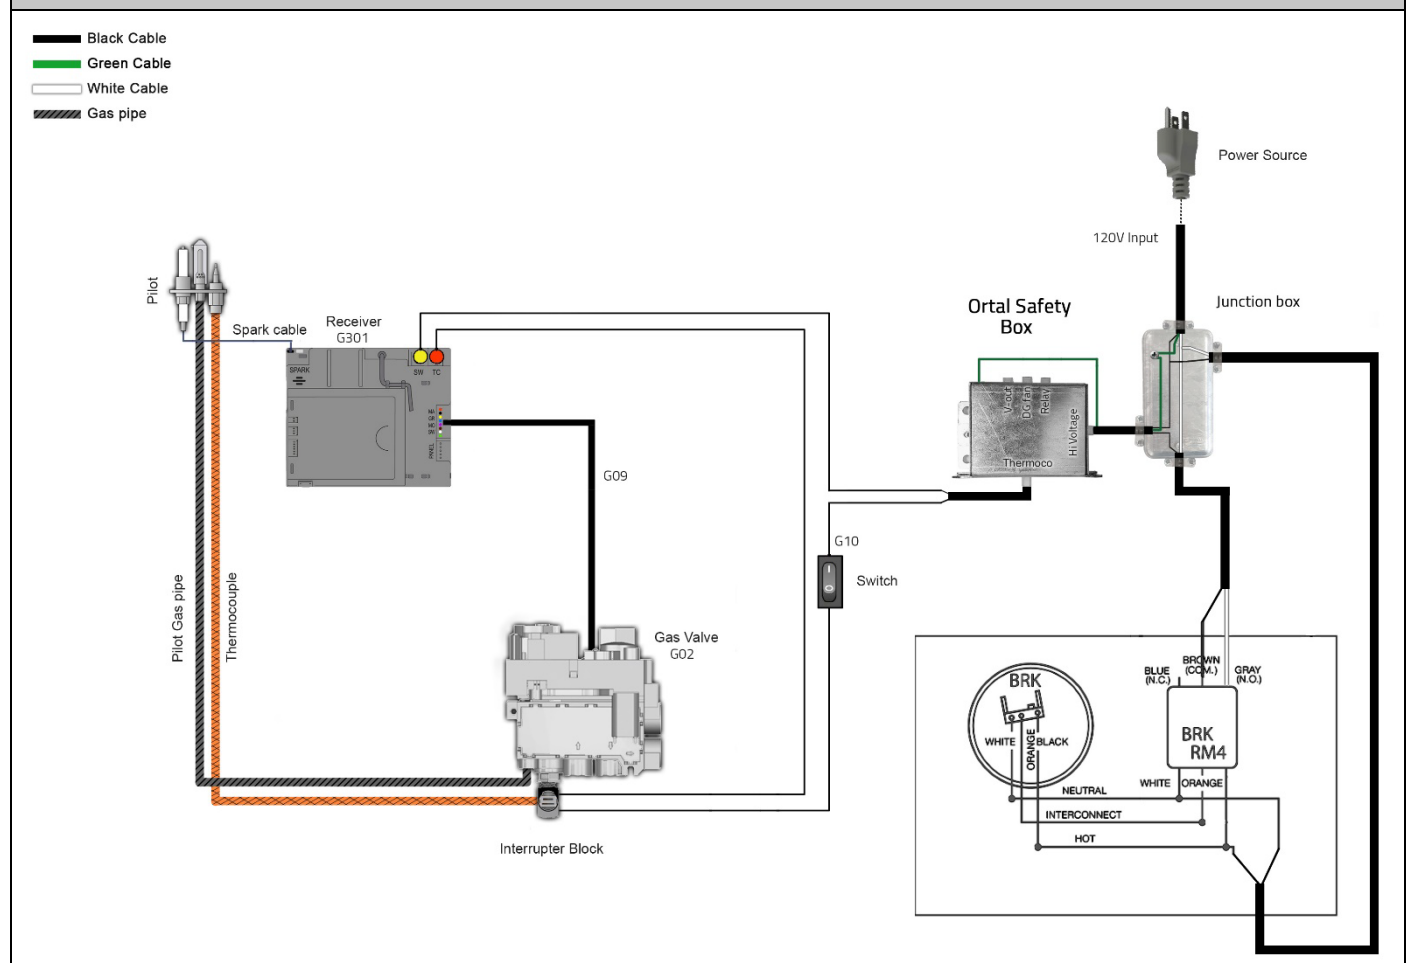 Black Cable
Green Cable
White Cable
Gas pipe
Power Source
120V Input
Junction box
Ortal Safety
Box
V-out
DC fan
Relay
Hi Voltage
Thermoco
Pilot
Spark cable
Receiver
G301
SPARK
SW TC
PANEL
G09
G10
Switch
Pilot Gas pipe
Thermocouple
Gas Valve
G02
Interrupter Block
BRK
WHITE
ORANGE
BLACK
BLUE
(N.C.)
BROWN
(COM.)
GRAY
(N.O.)
BRK
RM4
WHITE ORANGE
NEUTRAL
INTERCONNECT
HOT